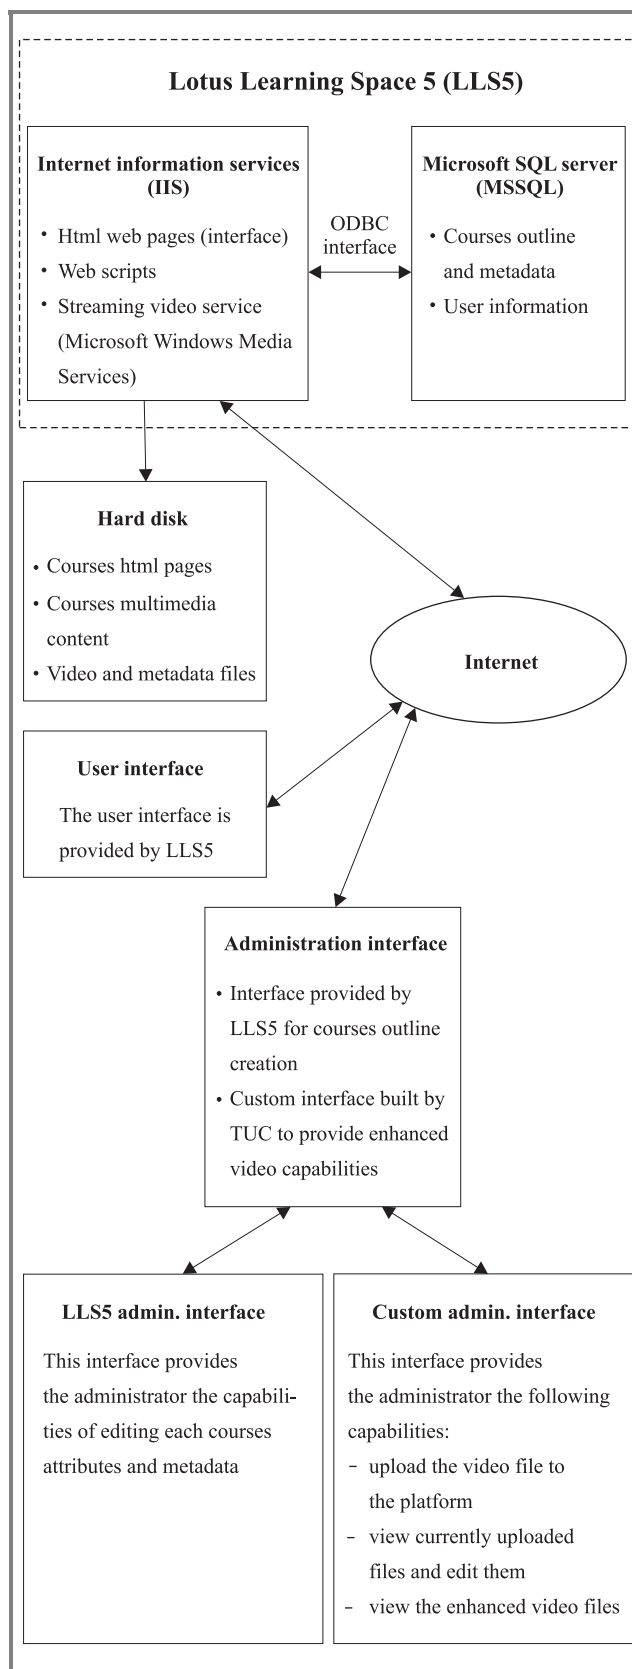 Lotus Learning Space 5 (LLS5)
Internet information services
(IIS)
• Html web pages (interface)
• Web scripts
• Streaming video service
(Microsoft Windows Media
Services)
ODBC
interface
Microsoft SQL server
(MSSQL)
• Courses outline
and metadata
• User information
Hard disk
• Courses html pages
• Courses multimedia
content
• Video and metadata files
Internet
User interface
The user interface is
provided by LLS5
Administration interface
• Interface provided by
LLS5 for courses outline
creation
• Custom interface built by
TUC to provide enhanced
video capabilities
LLS5 admin. interface
This interface provides
the administrator the capabili-
ties of editing each courses
attributes and metadata
Custom admin. interface
This interface provides
the administrator the following
capabilities:
– upload the video file to
the platform
– view currently uploaded
files and edit them
– view the enhanced video files